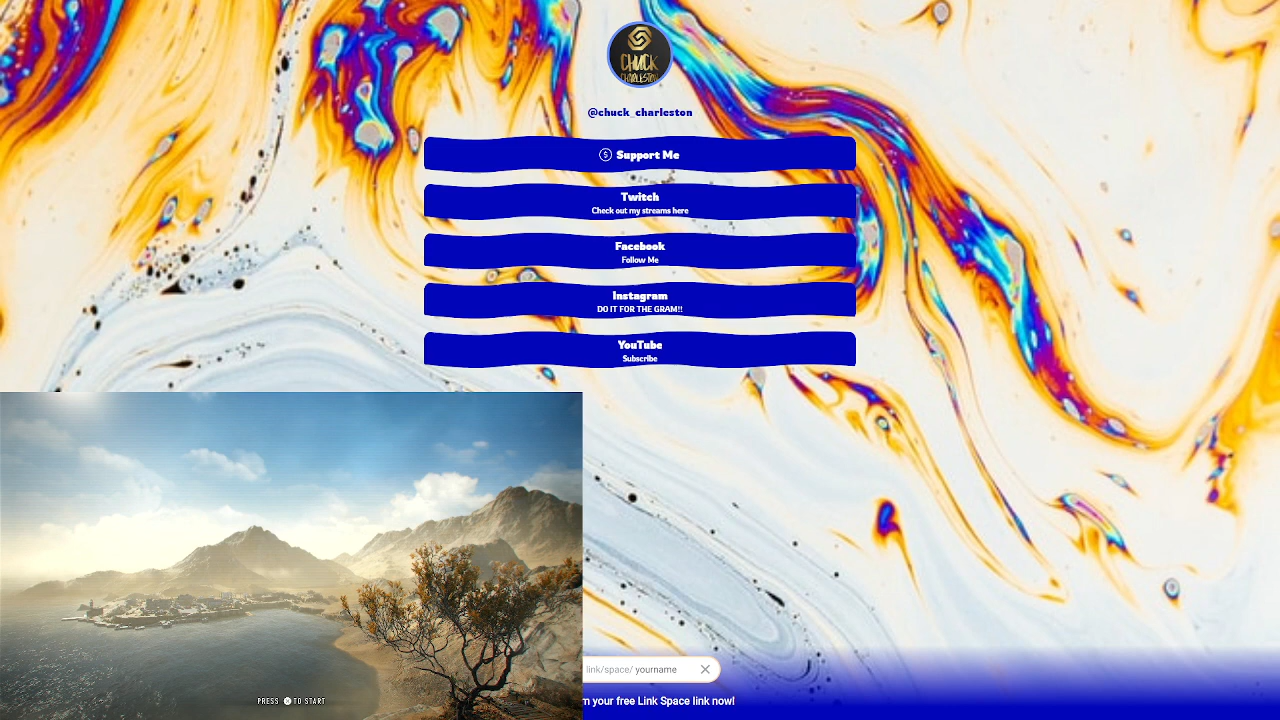 CHUCK
CHARLESTON
@chuck_charleston
Support Me
Twitch
Check out my streams here
Facebook
Follow Me
Instagram
DO IT FOR THE GRAM!!
YouTube
Subscribe
link/space/ yourname
your free Link Space link now!
PRESS TO START